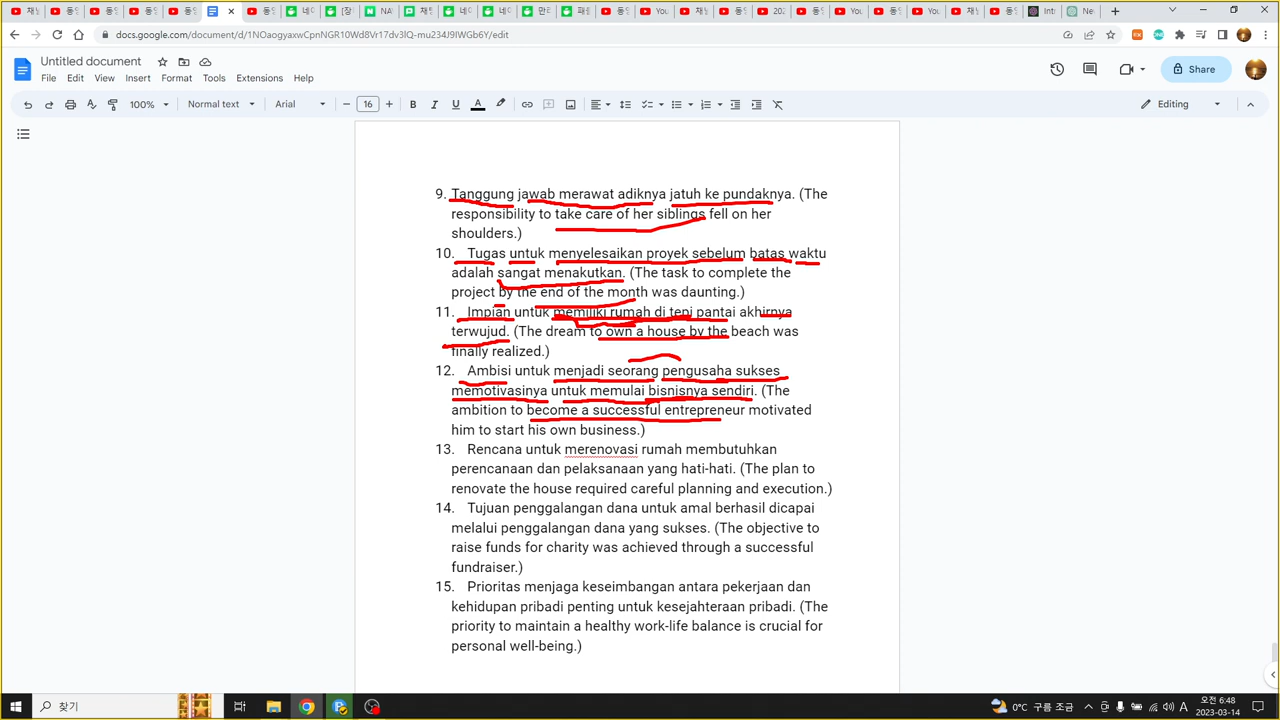 docs.google.com/document/d/1NOaogyaxwCpnNGR10Wd8Vr17dv3lQ-mu234J9IWGb6Y/edit
Untitled document
File Edit View Insert Format Tools Extensions Help
Share
100% Normal text Arial 16 Editing
9. Tanggung jawab merawat adiknya jatuh ke pundaknya. (The
responsibility to take care of her siblings fell on her
shoulders.)
10. Tugas untuk menyelesaikan proyek sebelum batas waktu
adalah sangat menakutkan. (The task to complete the
project by the end of the month was daunting.)
11. Impian untuk memiliki rumah di tepi pantai akhirnya
terwujud. (The dream to own a house by the beach was
finally realized.)
12. Ambisi untuk menjadi seorang pengusaha sukses
memotivasinya untuk memulai bisnisnya sendiri. (The
ambition to become a successful entrepreneur motivated
him to start his own business.)
13. Rencana untuk merenovasi rumah membutuhkan
perencanaan dan pelaksanaan yang hati-hati. (The plan to
renovate the house required careful planning and execution.)
14. Tujuan penggalangan dana untuk amal berhasil dicapai
melalui penggalangan dana yang sukses. (The objective to
raise funds for charity was achieved through a successful
fundraiser.)
15. Prioritas menjaga keseimbangan antara pekerjaan dan
kehidupan pribadi penting untuk kesejahteraan pribadi. (The
priority to maintain a healthy work-life balance is crucial for
personal well-being.)
찾기
0°C 구름 조금
A
오전 6:48
2023-03-14